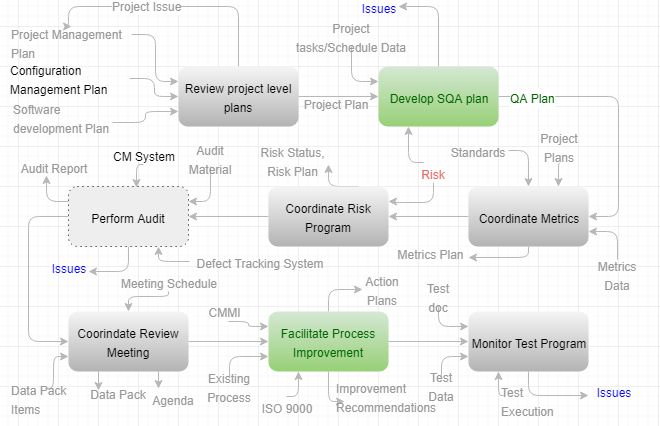 Project Issue
Issues
Project Management
Plan
Project
tasks/Schedule Data
Configuration
Management Plan
Review project level
plans
Project Plan
Develop SQA plan
QA Plan
Software
development Plan
Audit Report
CM System
Audit
Material
Risk Status,
Risk Plan
Risk
Standards
Project
Plans
Perform Audit
Coordinate Risk
Program
Coordinate Metrics
Issues
Defect Tracking System
Metrics Plan
Metrics
Data
Meeting Schedule
CMMI
Action
Plans
Test
doc
Coorindate Review
Meeting
Facilitate Process
Improvement
Monitor Test Program
Data Pack
Items
Data Pack
Agenda
Existing
Process
ISO 9000
Improvement
Recommendations
Test
Data
Test
Execution
Issues